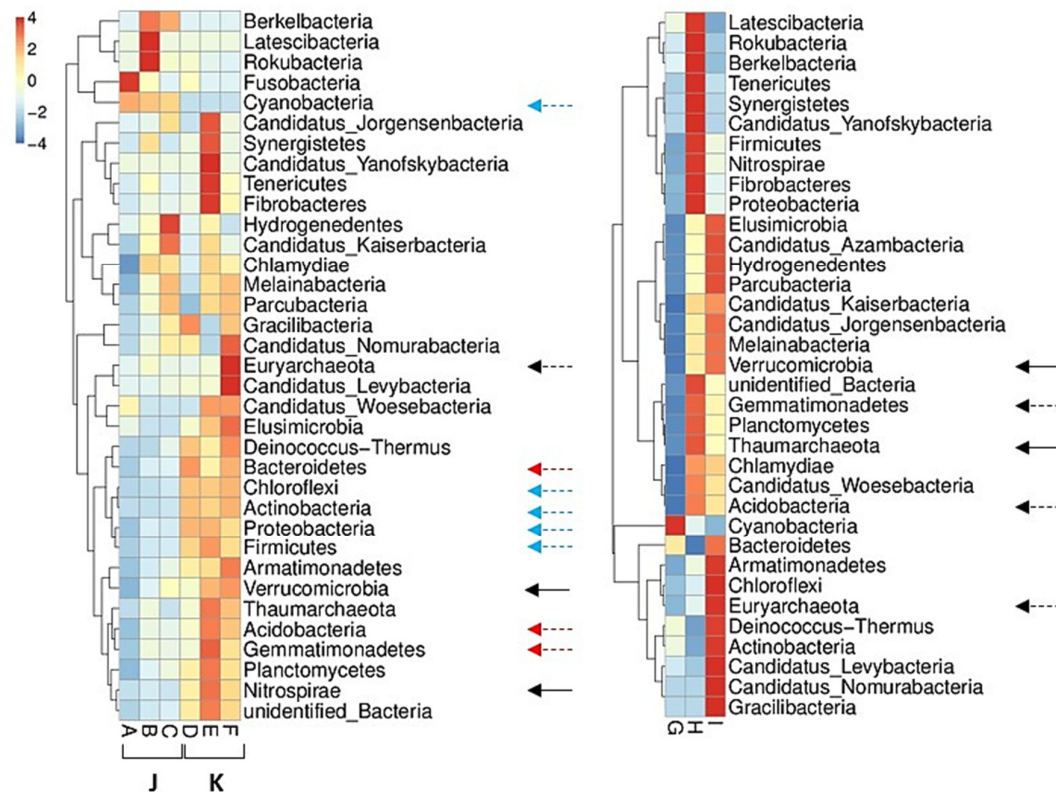 4
2
0
−2
−4
Berkelbacteria
Latescibacteria
Rokubacteria
Fusobacteria
Cyanobacteria
Candidatus_Jorgensenbacteria
Synergistetes
Candidatus_Yanofskybacteria
Tenericutes
Fibrobacteres
Hydrogenedentes
Candidatus_Kaiserbacteria
Chlamydiae
Melainabacteria
Parcubacteria
Gracilibacteria
Candidatus_Nomurabacteria
Euryarchaeota
Candidatus_Levybacteria
Candidatus_Woesebacteria
Elusimicrobia
Deinococcus−Thermus
Bacteroidetes
Chloroflexi
Actinobacteria
Proteobacteria
Firmicutes
Armatimonadetes
Verrucomicrobia
Thaumarchaeota
Acidobacteria
Gemmatimonadetes
Planctomycetes
Nitrospirae
unidentified_Bacteria
A B C D E F
J K
Latescibacteria
Rokubacteria
Berkelbacteria
Tenericutes
Synergistetes
Candidatus_Yanofskybacteria
Firmicutes
Nitrospirae
Fibrobacteres
Proteobacteria
Elusimicrobia
Candidatus_Azambacteria
Hydrogenedentes
Parcubacteria
Candidatus_Kaiserbacteria
Candidatus_Jorgensenbacteria
Melainabacteria
Verrucomicrobia
unidentified_Bacteria
Gemmatimonadetes
Planctomycetes
Thaumarchaeota
Chlamydiae
Candidatus_Woesebacteria
Acidobacteria
Cyanobacteria
Bacteroidetes
Armatimonadetes
Chloroflexi
Euryarchaeota
Deinococcus−Thermus
Actinobacteria
Candidatus_Levybacteria
Candidatus_Nomurabacteria
Gracilibacteria
G H I